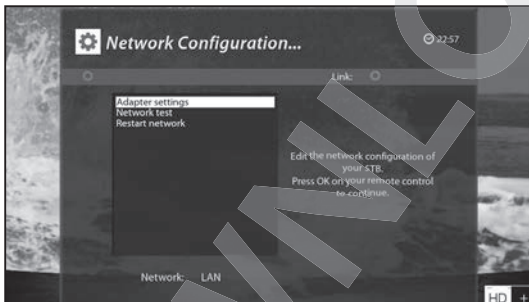 Network Configuration...
22:57
Link:
Adapter settings
Network test
Restart network
Edit the network configuration of
your STB.
Press OK on your remote control
to continue.
Network: LAN
HD +